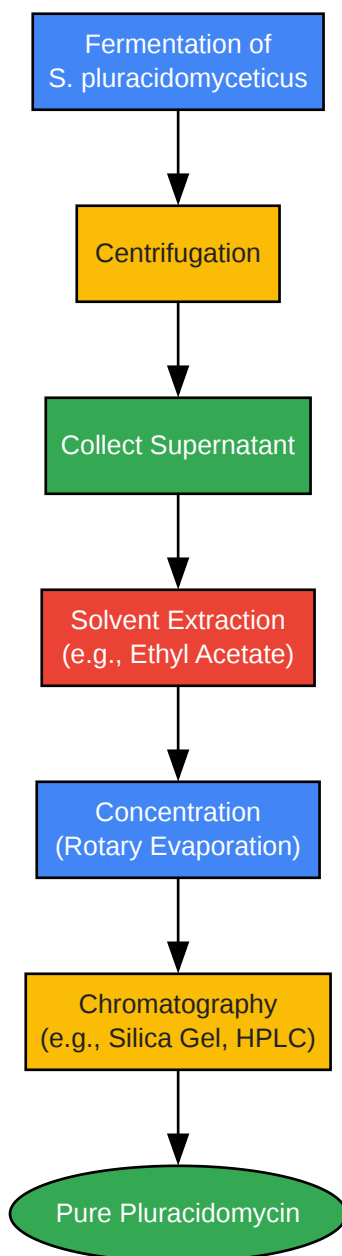 Fermentation of
S. pluracidomyceticus
Centrifugation
Collect Supernatant
Solvent Extraction
(e.g., Ethyl Acetate)
Concentration
(Rotary Evaporation)
Chromatography
(e.g., Silica Gel, HPLC)
Pure Pluracidomycin